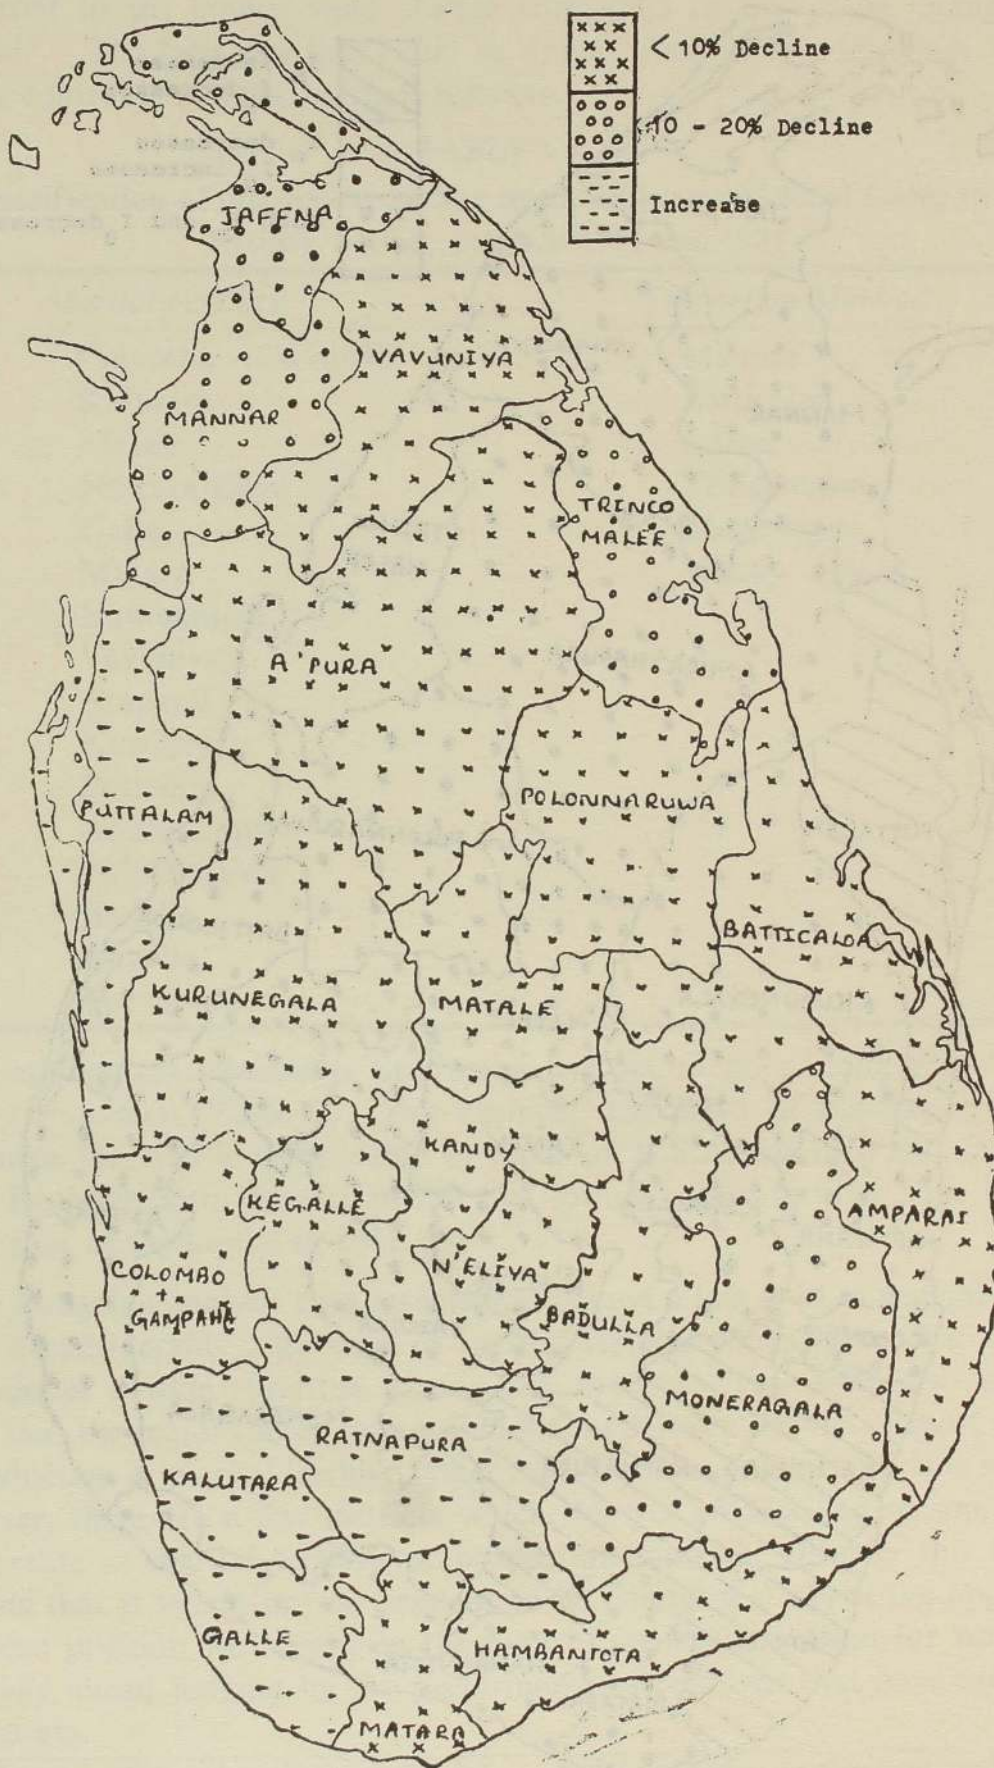 < 10% Decline
10 - 20% Decline
Increase
JAFFNA
VAVUNIYA
MANNAR
TRINCO
MALEE
A'PURA
POLONNARUWA
PUTTALAM
BATTICALOA
KURUNEGALA
MATALE
KANDY
KEGALLE
AMPARAI
COLOMBO
+
GAMPAHA
N'ELIYA
BADULLA
MONERAGALA
RATNAPURA
KALUTARA
GALLE
HAMBANTOTA
MATARA